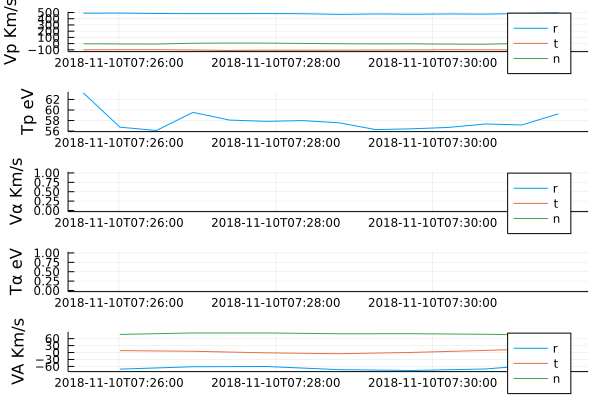 Vp Km/s
500
400
300
200
100
0
−100
2018-11-10T07:26:00
2018-11-10T07:28:00
2018-11-10T07:30:00
r
t
n
Tp eV
62
60
58
56
2018-11-10T07:26:00
2018-11-10T07:28:00
2018-11-10T07:30:00
Vα Km/s
1.00
0.75
0.50
0.25
0.00
2018-11-10T07:26:00
2018-11-10T07:28:00
2018-11-10T07:30:00
r
t
n
Tα eV
1.00
0.75
0.50
0.25
0.00
2018-11-10T07:26:00
2018-11-10T07:28:00
2018-11-10T07:30:00
VA Km/s
60
30
0
−30
−60
2018-11-10T07:26:00
2018-11-10T07:28:00
2018-11-10T07:30:00
r
t
n